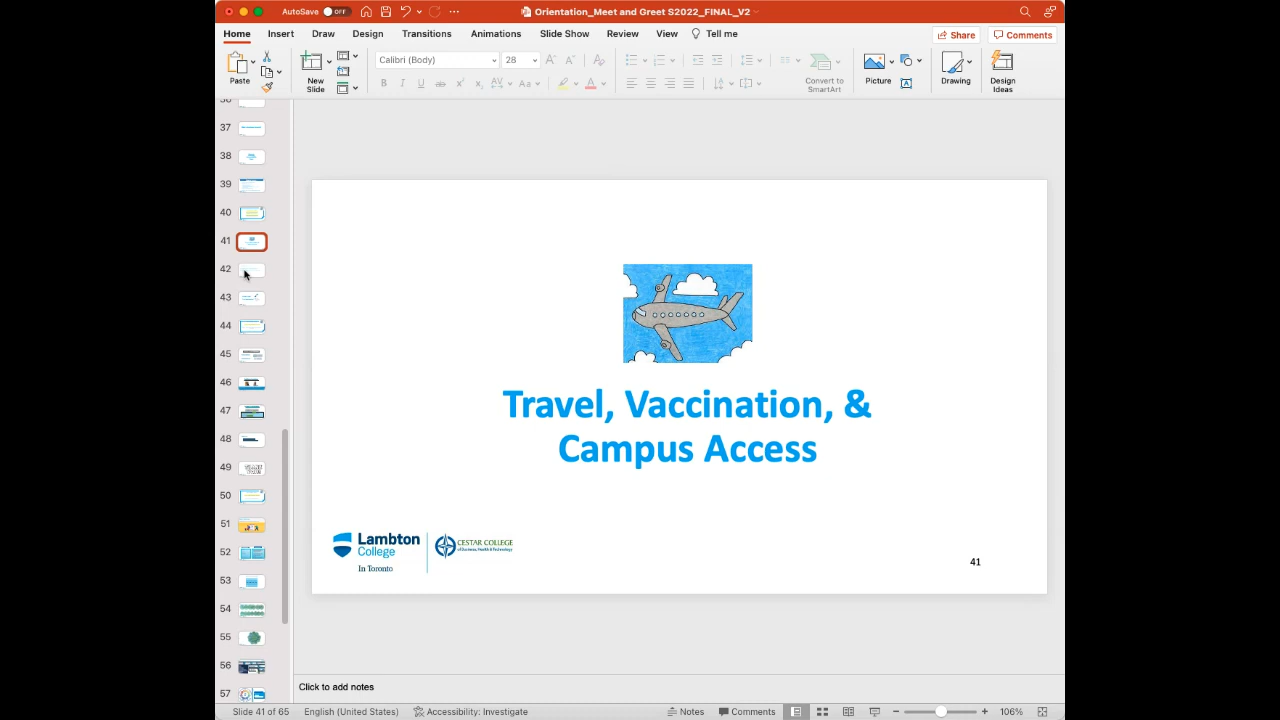 AutoSave OFF
Orientation_Meet and Greet S2022_FINAL_V2
Home Insert Draw Design Transitions Animations Slide Show Review View Tell me
Share Comments
Calibri (Body) 28
Paste
New
Slide
Convert to
SmartArt
Picture
Drawing
Design
Ideas
37
38
39
40
41
42
43
44
45
46
47
48
49
50
51
52
53
54
55
56
57
Travel, Vaccination, &
Campus Access
Lambton
College
In Toronto
CESTAR COLLEGE
of Business, Health & Technology
41
Click to add notes
Slide 41 of 65 English (United States) Accessibility: Investigate Notes Comments 106%